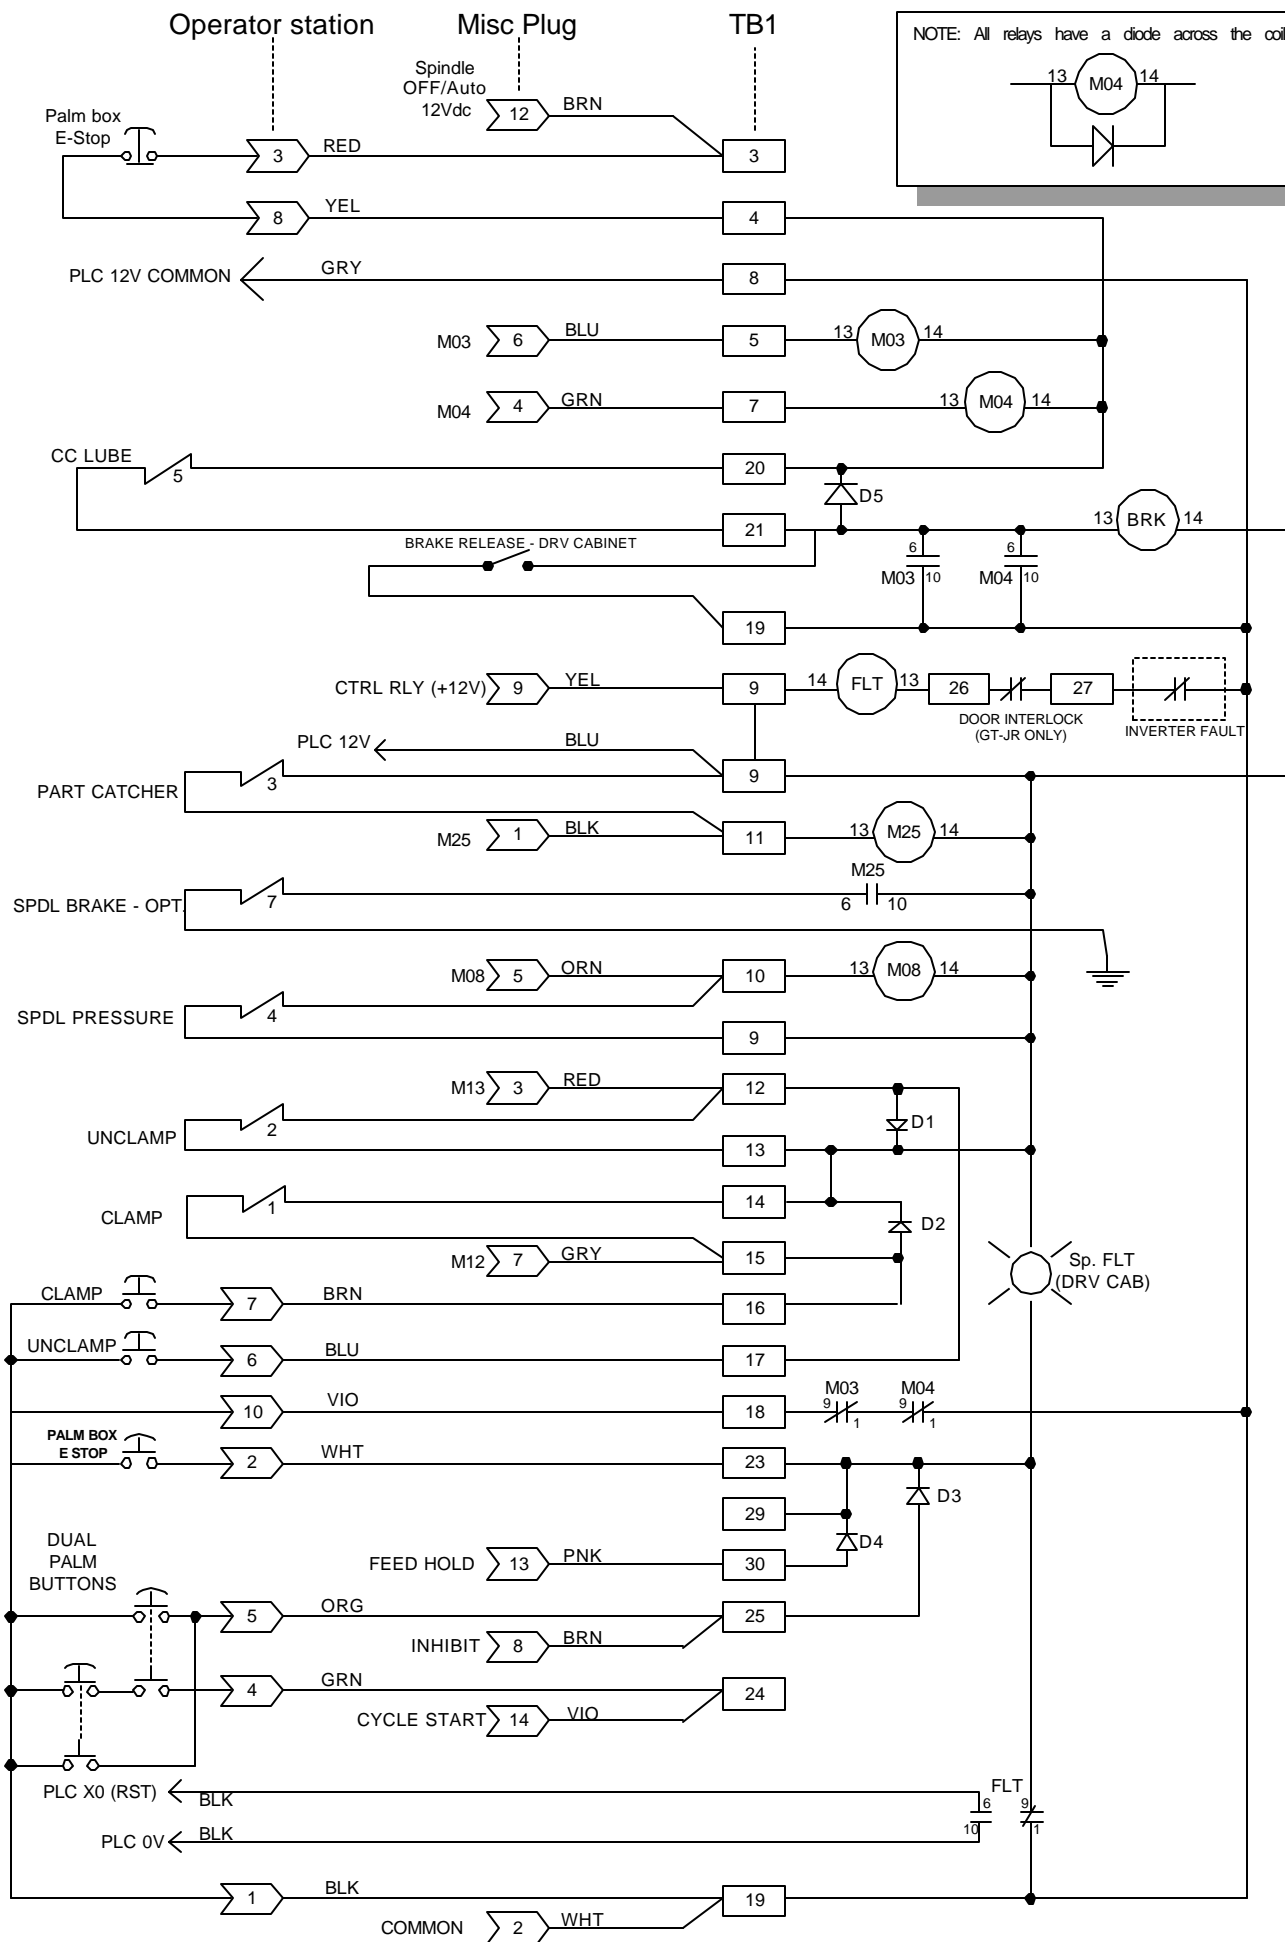 Operator station
Misc Plug
TB1
NOTE: All relays have a diode across the coil
13
M04
14
Spindle
OFF/Auto
12Vdc
12
BRN
Palm box
E-Stop
3
RED
3
8
YEL
4
PLC 12V COMMON
GRY
8
M03
6
BLU
5
13
M03
14
M04
4
GRN
7
13
M04
14
CC LUBE
5
20
D5
21
13
BRK
14
BRAKE RELEASE - DRV CABINET
6
M03
10
6
M04
10
19
CTRL RLY (+12V)
9
YEL
9
14
FLT
13
26
27
DOOR INTERLOCK
(GT-JR ONLY)
INVERTER FAULT
PLC 12V
BLU
9
PART CATCHER
3
M25
1
BLK
11
13
M25
14
M25
6
10
SPDL BRAKE - OPT.
7
M08
5
ORN
10
13
M08
14
SPDL PRESSURE
4
9
M13
3
RED
12
D1
UNCLAMP
2
13
14
CLAMP
1
D2
M12
7
GRY
15
Sp. FLT
(DRV CAB)
CLAMP
7
BRN
16
UNCLAMP
6
BLU
17
10
VIO
18
M03
9
1
M04
9
1
PALM BOX
E STOP
2
WHT
23
D3
29
D4
FEED HOLD
13
PNK
30
DUAL
PALM
BUTTONS
5
ORG
25
INHIBIT
8
BRN
4
GRN
24
CYCLE START
14
VIO
PLC X0 (RST)
BLK
FLT
6
10
9
1
PLC 0V
BLK
1
BLK
19
COMMON
2
WHT